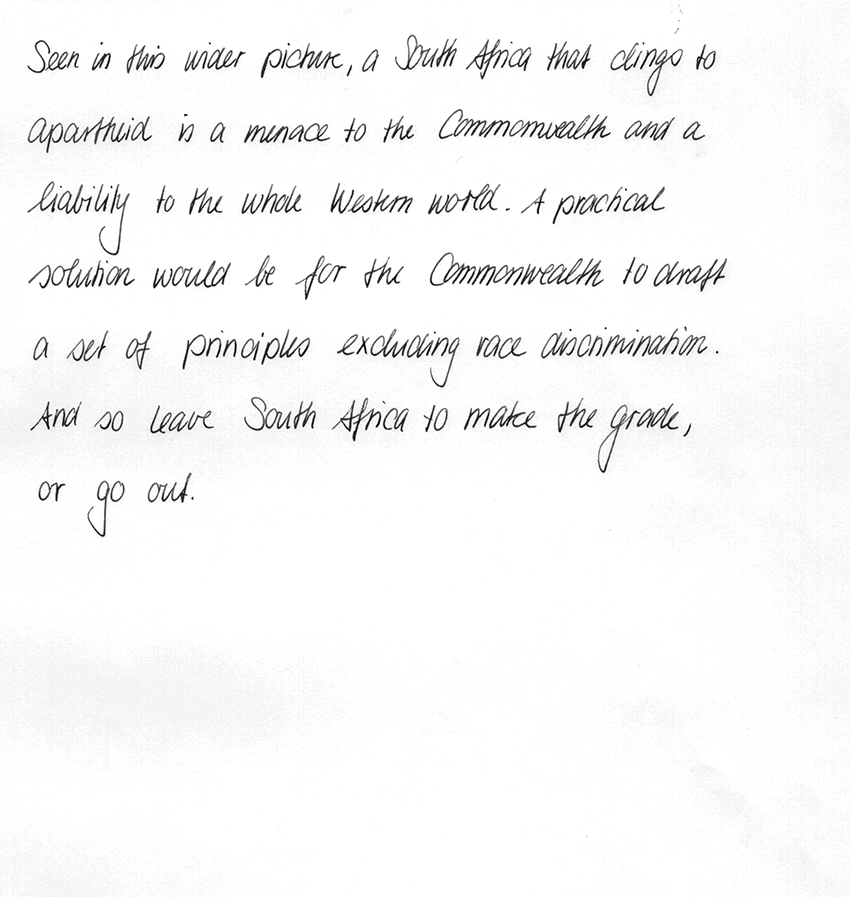 Seen in this wider picture, a South Africa that clings to
apartheid is a menace to the Commonwealth and a
liability to the whole Western world. A practical
solution would be for the Commonwealth to draft
a set of principles excluding race discrimination.
And so leave South Africa to make the grade,
or go out.